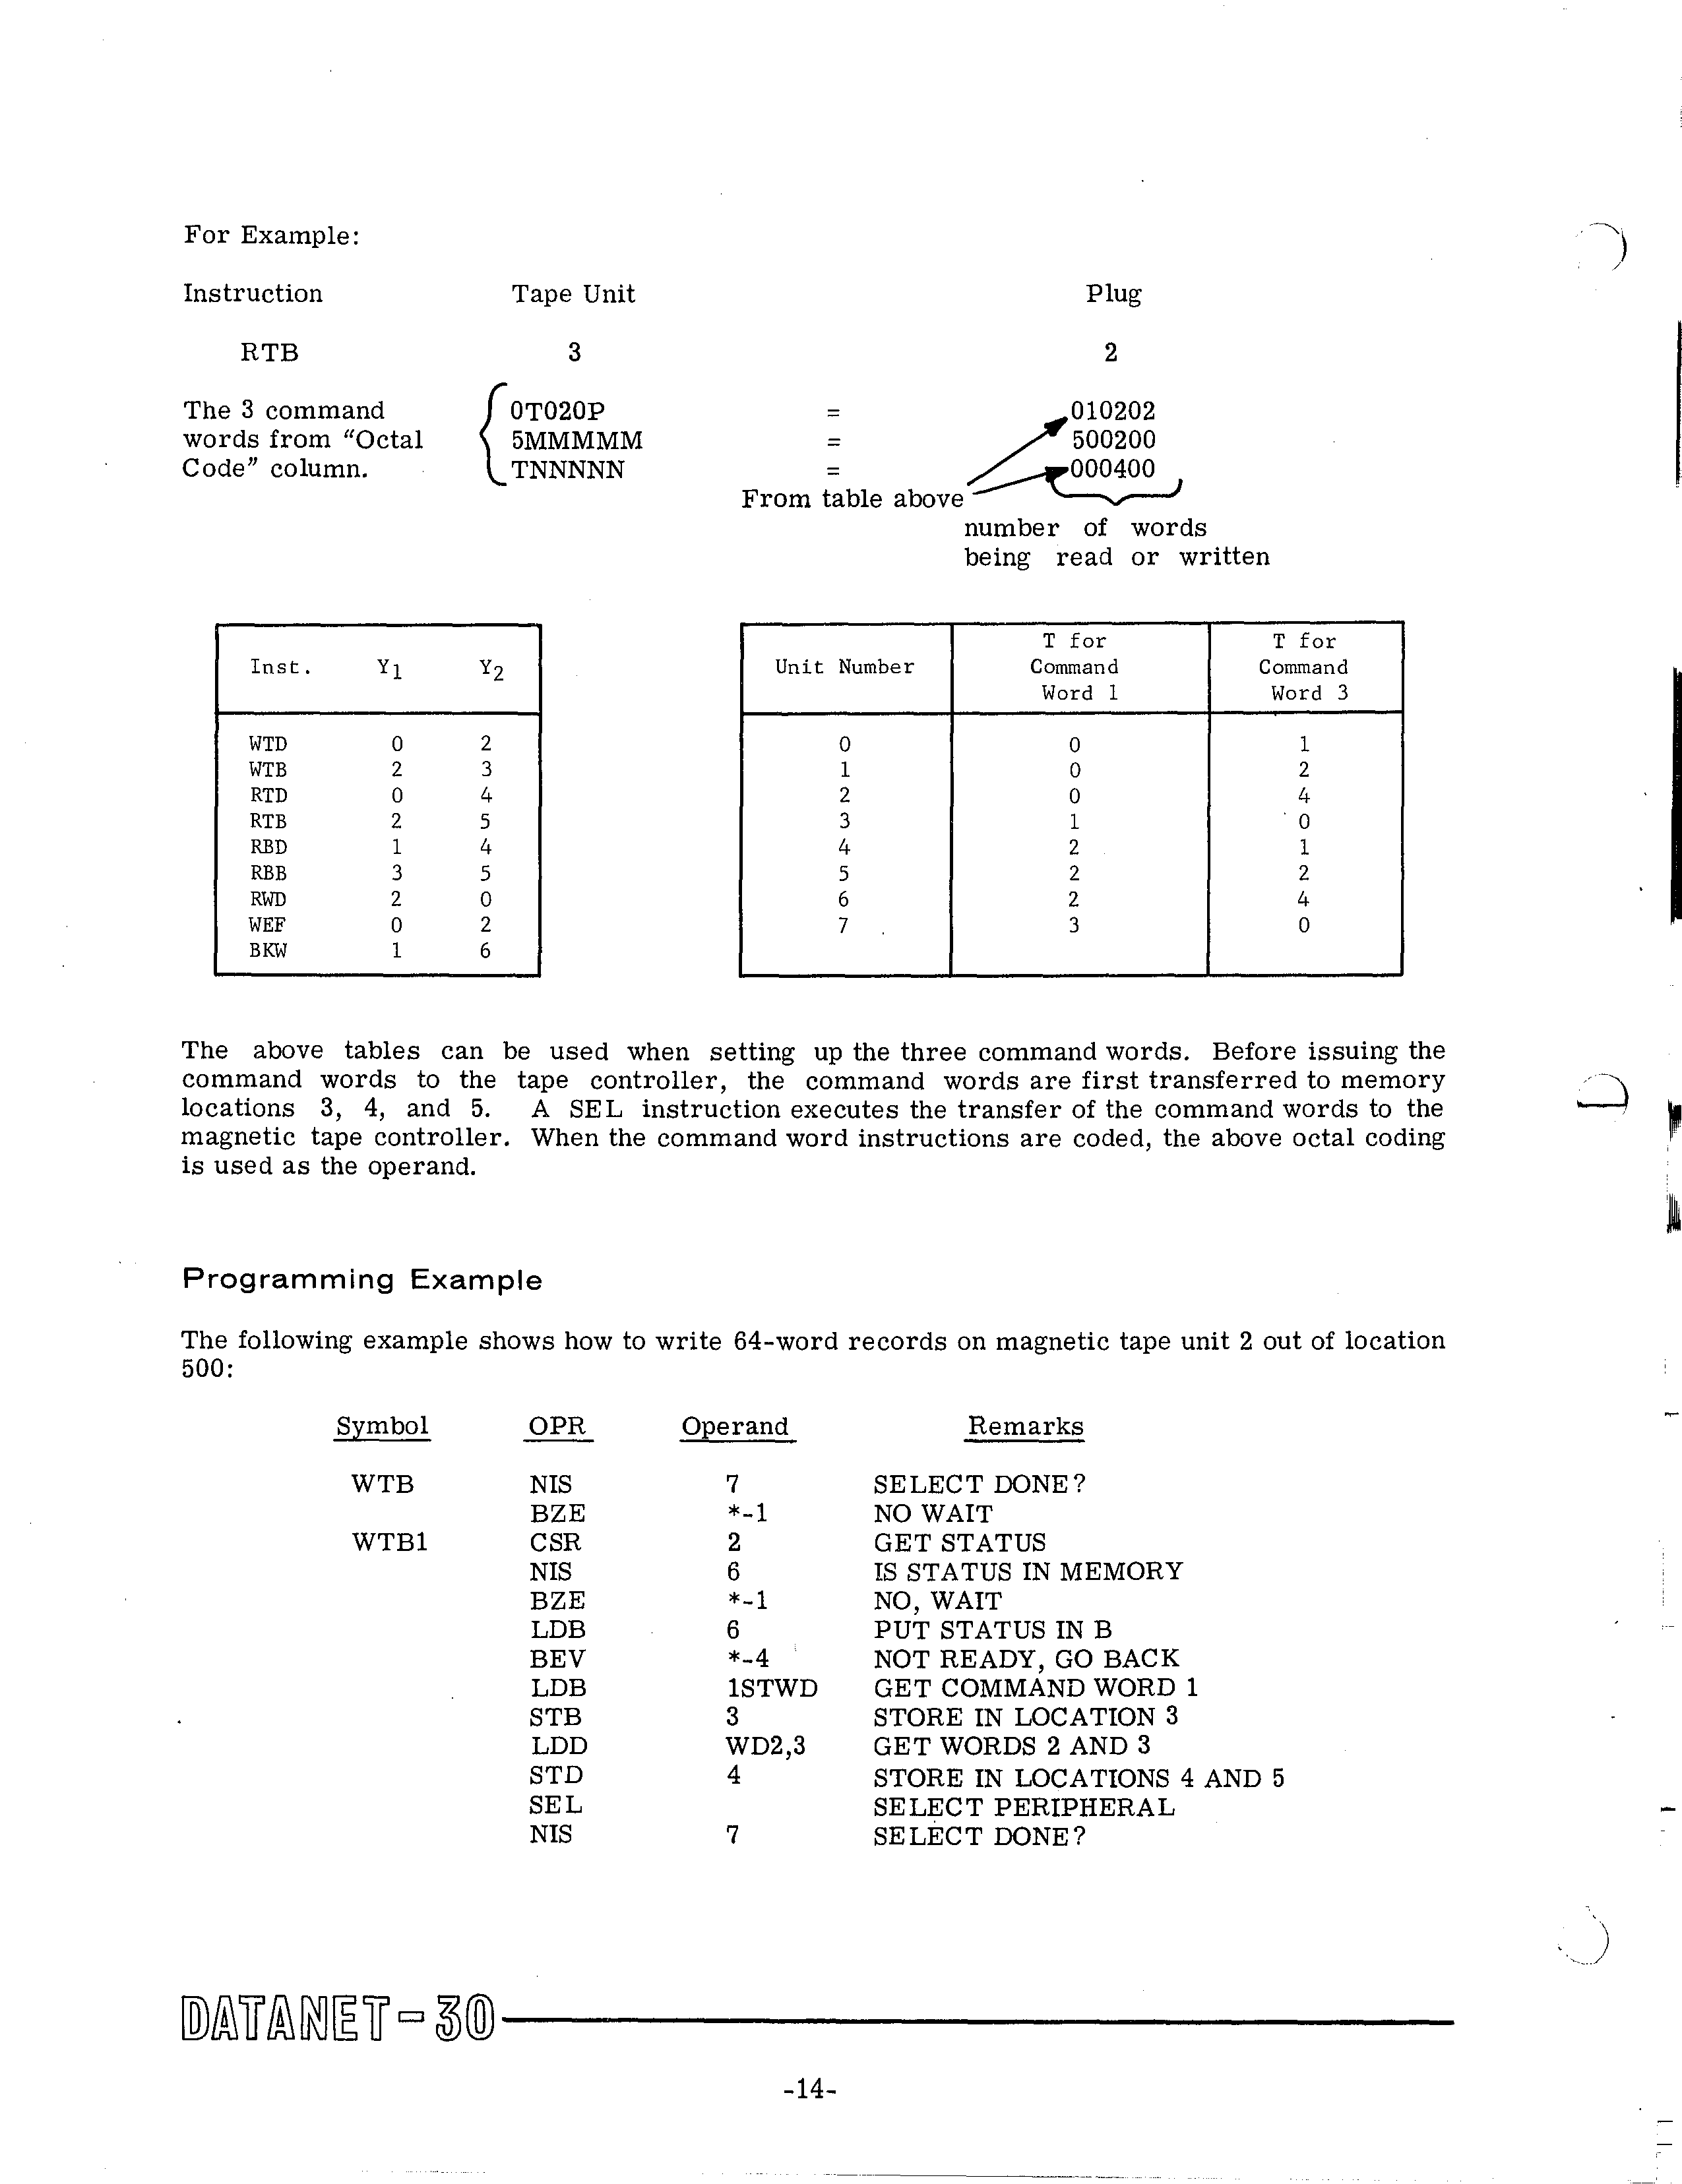 For Example:
Instruction Tape Unit Plug
RTB 3 2
The 3 command 0T020P = 010202
words from "Octal 5MMMMM = 500200
Code" column. TNNNNN = 000400
From table above
number of words
being read or written
Inst. Y1 Y2
WTD 0 2
WTB 2 3
RTD 0 4
RTB 2 5
RBD 1 4
RBB 3 5
RWD 2 0
WEF 0 2
BKW 1 6
T for T for
Unit Number Command Command
Word 1 Word 3
0 0 1
1 0 2
2 0 4
3 1 0
4 2 1
5 2 2
6 2 4
7 3 0
The above tables can be used when setting up the three command words. Before issuing the
command words to the tape controller, the command words are first transferred to memory
locations 3, 4, and 5. A SEL instruction executes the transfer of the command words to the
magnetic tape controller. When the command word instructions are coded, the above octal coding
is used as the operand.
Programming Example
The following example shows how to write 64-word records on magnetic tape unit 2 out of location
500:
Symbol OPR Operand Remarks
WTB NIS 7 SELECT DONE?
BZE *-1 NO WAIT
WTB1 CSR 2 GET STATUS
NIS 6 IS STATUS IN MEMORY
BZE *-1 NO, WAIT
LDB 6 PUT STATUS IN B
BEV *-4 NOT READY, GO BACK
LDB 1STWD GET COMMAND WORD 1
STB 3 STORE IN LOCATION 3
LDD WD2,3 GET WORDS 2 AND 3
STD 4 STORE IN LOCATIONS 4 AND 5
SEL SELECT PERIPHERAL
NIS 7 SELECT DONE?
DATANET-30
-14-